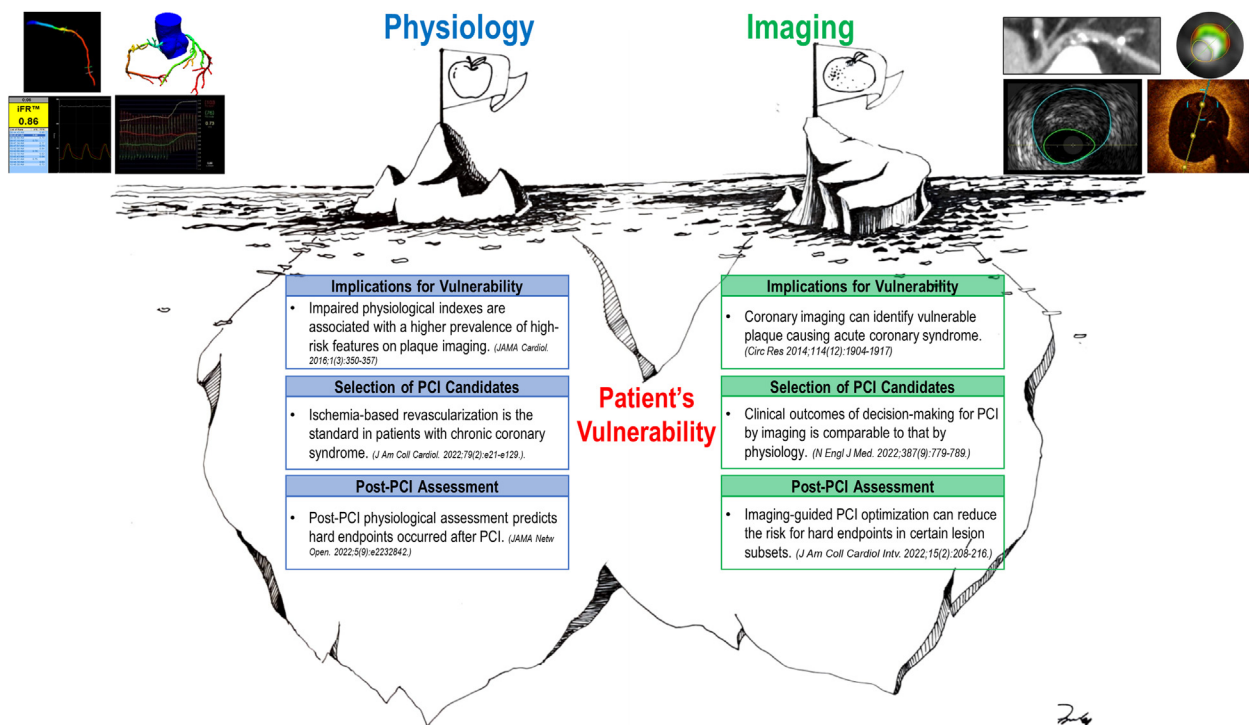 Physiology
Imaging
iFR™
0.86
Implications for Vulnerability
• Impaired physiological indexes are
associated with a higher prevalence of high-
risk features on plaque imaging. (JAMA Cardiol.
2016;1(3):350-357)
Selection of PCI Candidates
• Ischemia-based revascularization is the
standard in patients with chronic coronary
syndrome. (J Am Coll Cardiol. 2022;79(2):e21-e129.).
Post-PCI Assessment
• Post-PCI physiological assessment predicts
hard endpoints occurred after PCI. (JAMA Netw
Open. 2022;5(9):e2232842.)
Patient's
Vulnerability
Implications for Vulnerability
• Coronary imaging can identify vulnerable
plaque causing acute coronary syndrome.
(Circ Res 2014;114(12):1904-1917)
Selection of PCI Candidates
• Clinical outcomes of decision-making for PCI
by imaging is comparable to that by
physiology. (N Engl J Med. 2022;387(9):779-789.)
Post-PCI Assessment
• Imaging-guided PCI optimization can reduce
the risk for hard endpoints in certain lesion
subsets. (J Am Coll Cardiol Intv. 2022;15(2):208-216.)